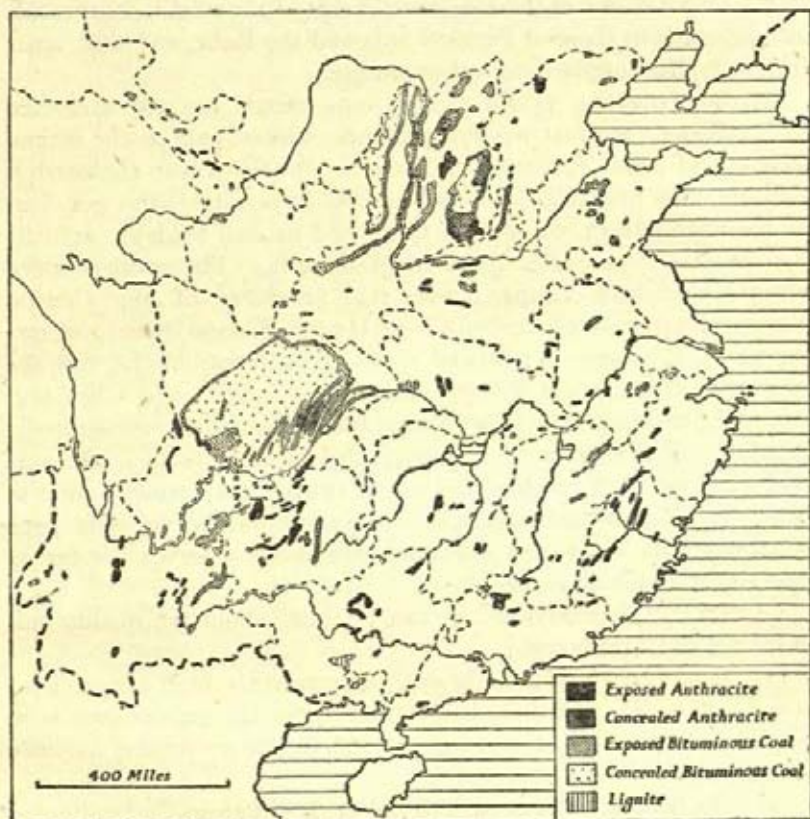 Exposed Anthracite
Concealed Anthracite
Exposed Bituminous Coal
Concealed Bituminous Coal
Lignite
400 Miles